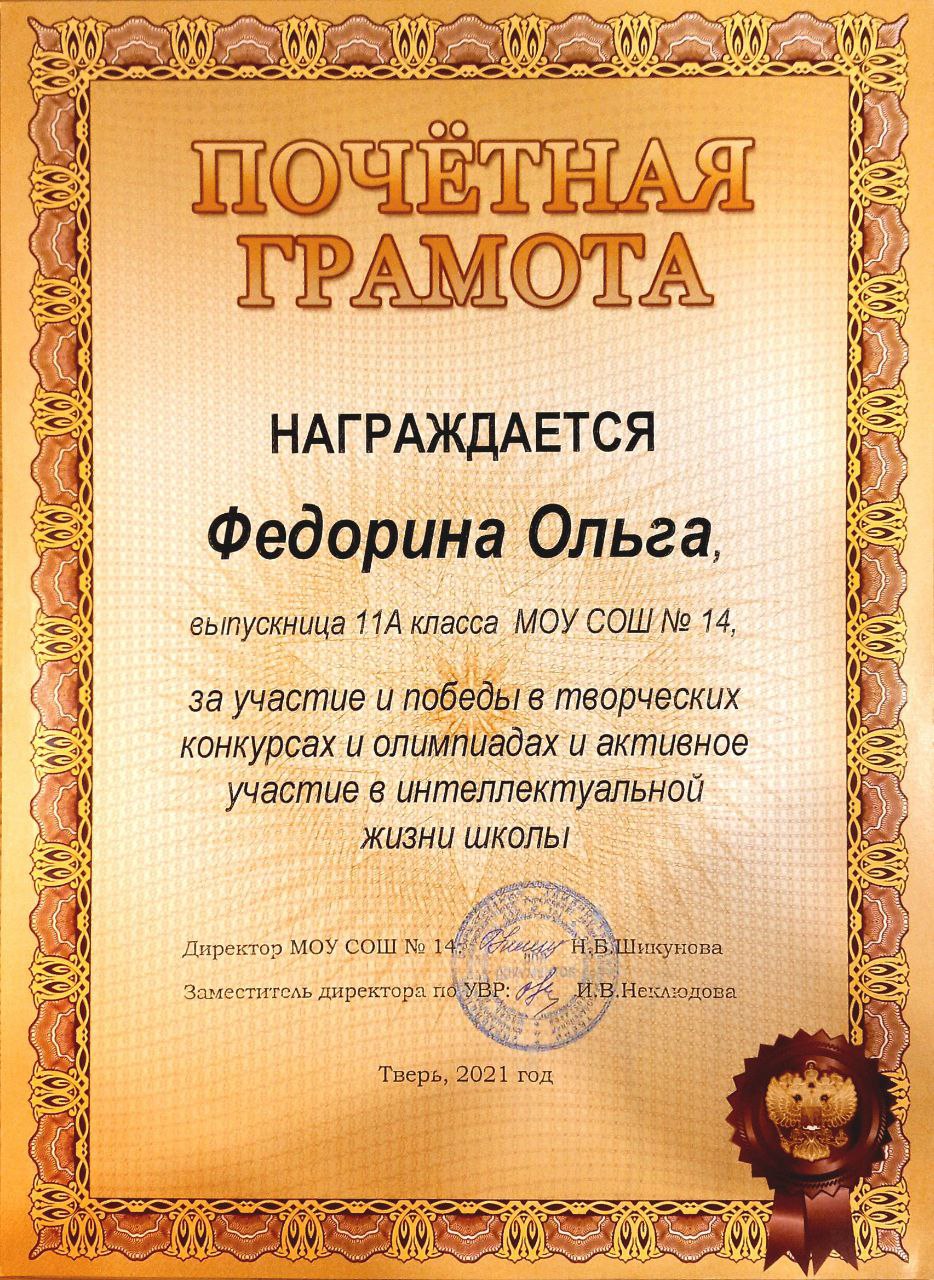 ПОЧЁТНАЯ
ГРАМОТА
НАГРАЖДАЕТСЯ
Федорина Ольга,
выпускница 11А класса МОУ СОШ № 14,
за участие и победы в творческих
конкурсах и олимпиадах и активное
участие в интеллектуальной
жизни школы
Директор МОУ СОШ № 14 Н.В.Шикунова
Заместитель директора по УВР: И.В.Неклюдова
Тверь, 2021 год